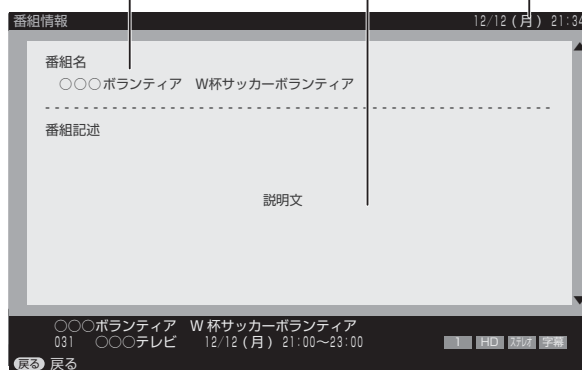 番組情報 12/12 (月) 21:34
番組名
○○○ボランティア W杯サッカーボランティア
番組記述
説明文
○○○ボランティア W杯サッカーボランティア
031 ○○○テレビ 12/12 (月) 21:00〜23:00 1 HD ステレオ 字幕
戻る 戻る